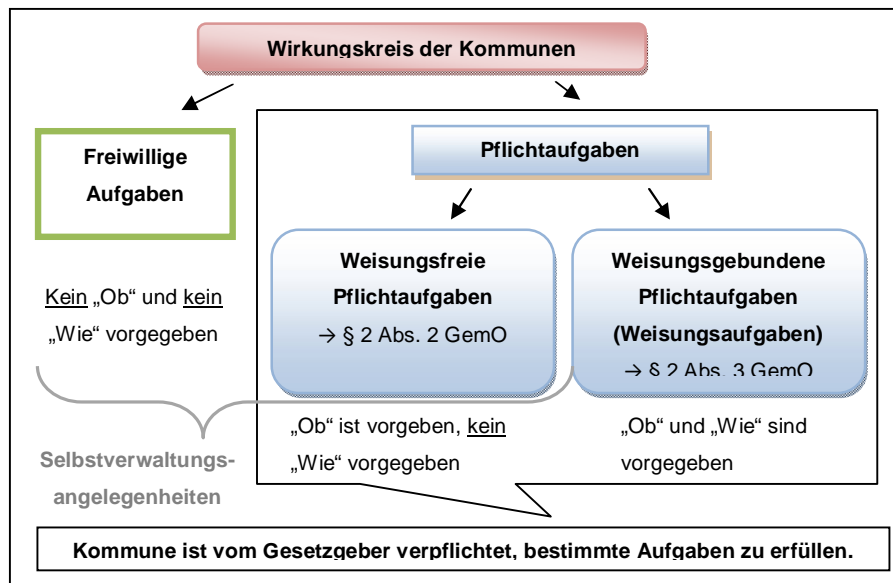 Wirkungskreis der Kommunen
Freiwillige
Aufgaben
Pflichtaufgaben
Weisungsfreie
Pflichtaufgaben
→ § 2 Abs. 2 GemO
Weisungsgebundene
Pflichtaufgaben
(Weisungsaufgaben)
→ § 2 Abs. 3 GemO
Kein „Ob“ und kein
„Wie“ vorgegeben
„Ob“ ist vorgeben, kein
„Wie“ vorgegeben
„Ob“ und „Wie“ sind
vorgegeben
Selbstverwaltungs-
angelegenheiten
Kommune ist vom Gesetzgeber verpflichtet, bestimmte Aufgaben zu erfüllen.